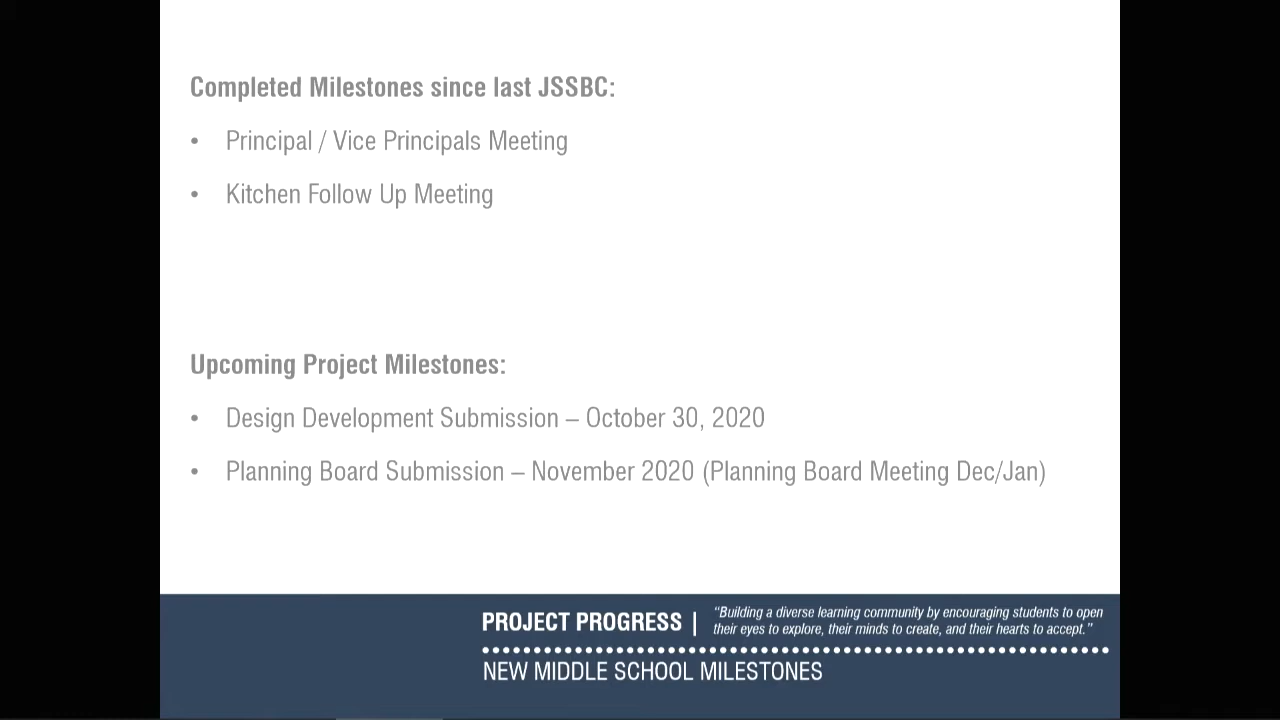 Completed Milestones since last JSSBC:
• Principal / Vice Principals Meeting
• Kitchen Follow Up Meeting
Upcoming Project Milestones:
• Design Development Submission – October 30, 2020
• Planning Board Submission – November 2020 (Planning Board Meeting Dec/Jan)
PROJECT PROGRESS |
“Building a diverse learning community by encouraging students to open
their eyes to explore, their minds to create, and their hearts to accept.”
NEW MIDDLE SCHOOL MILESTONES